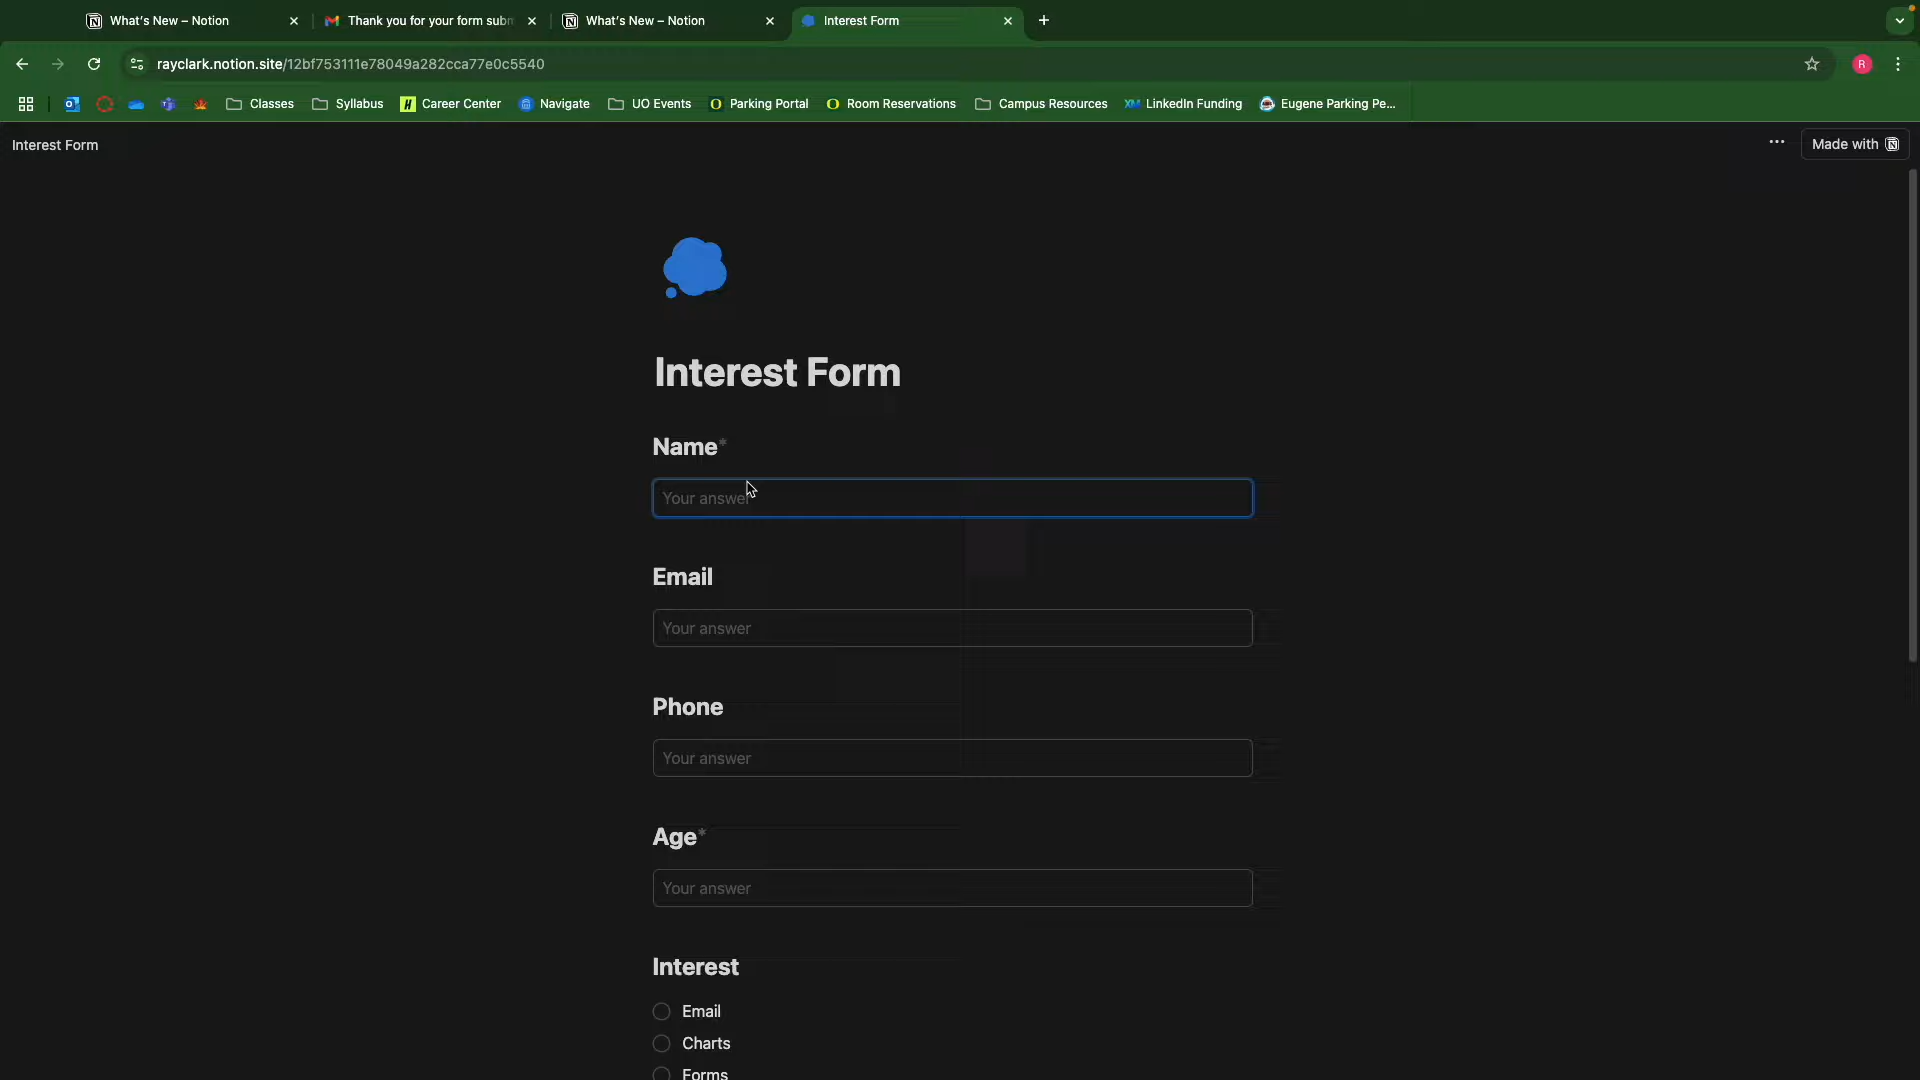 What's New – Notion
Thank you for your form subm
What's New – Notion
Interest Form
rayclark.notion.site/12bf753111e78049a282cca77e0c5540
R
Classes
Syllabus
Career Center
Navigate
UO Events
Parking Portal
Room Reservations
Campus Resources
LinkedIn Funding
Eugene Parking Pe...
Interest Form
Made with
Interest Form
Name*
Your answer
Email
Your answer
Phone
Your answer
Age*
Your answer
Interest
Email
Charts
Forms